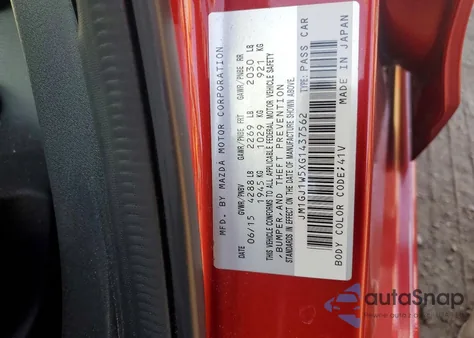 MFD. BY MAZDA MOTOR CORPORATION
GVWR/PNBV GAWR/PNBE FRT GAWR/PNBE RR
06/15 4288 LB 2269 LB 2030 LB
1945 KG 1029 KG 921 KG
THIS VEHICLE CONFORMS TO ALL APPLICABLE FEDERAL MOTOR VEHICLE SAFETY
, BUMPER, AND THEFT PREVENTION
STANDARDS IN EFFECT ON THE DATE OF MANUFACTURE SHOWN ABOVE.
JM1GJ1W5XG1437562 TYPE: PASS CAR
BODY COLOR CODE; 41V MADE IN JAPAN
autoSnap